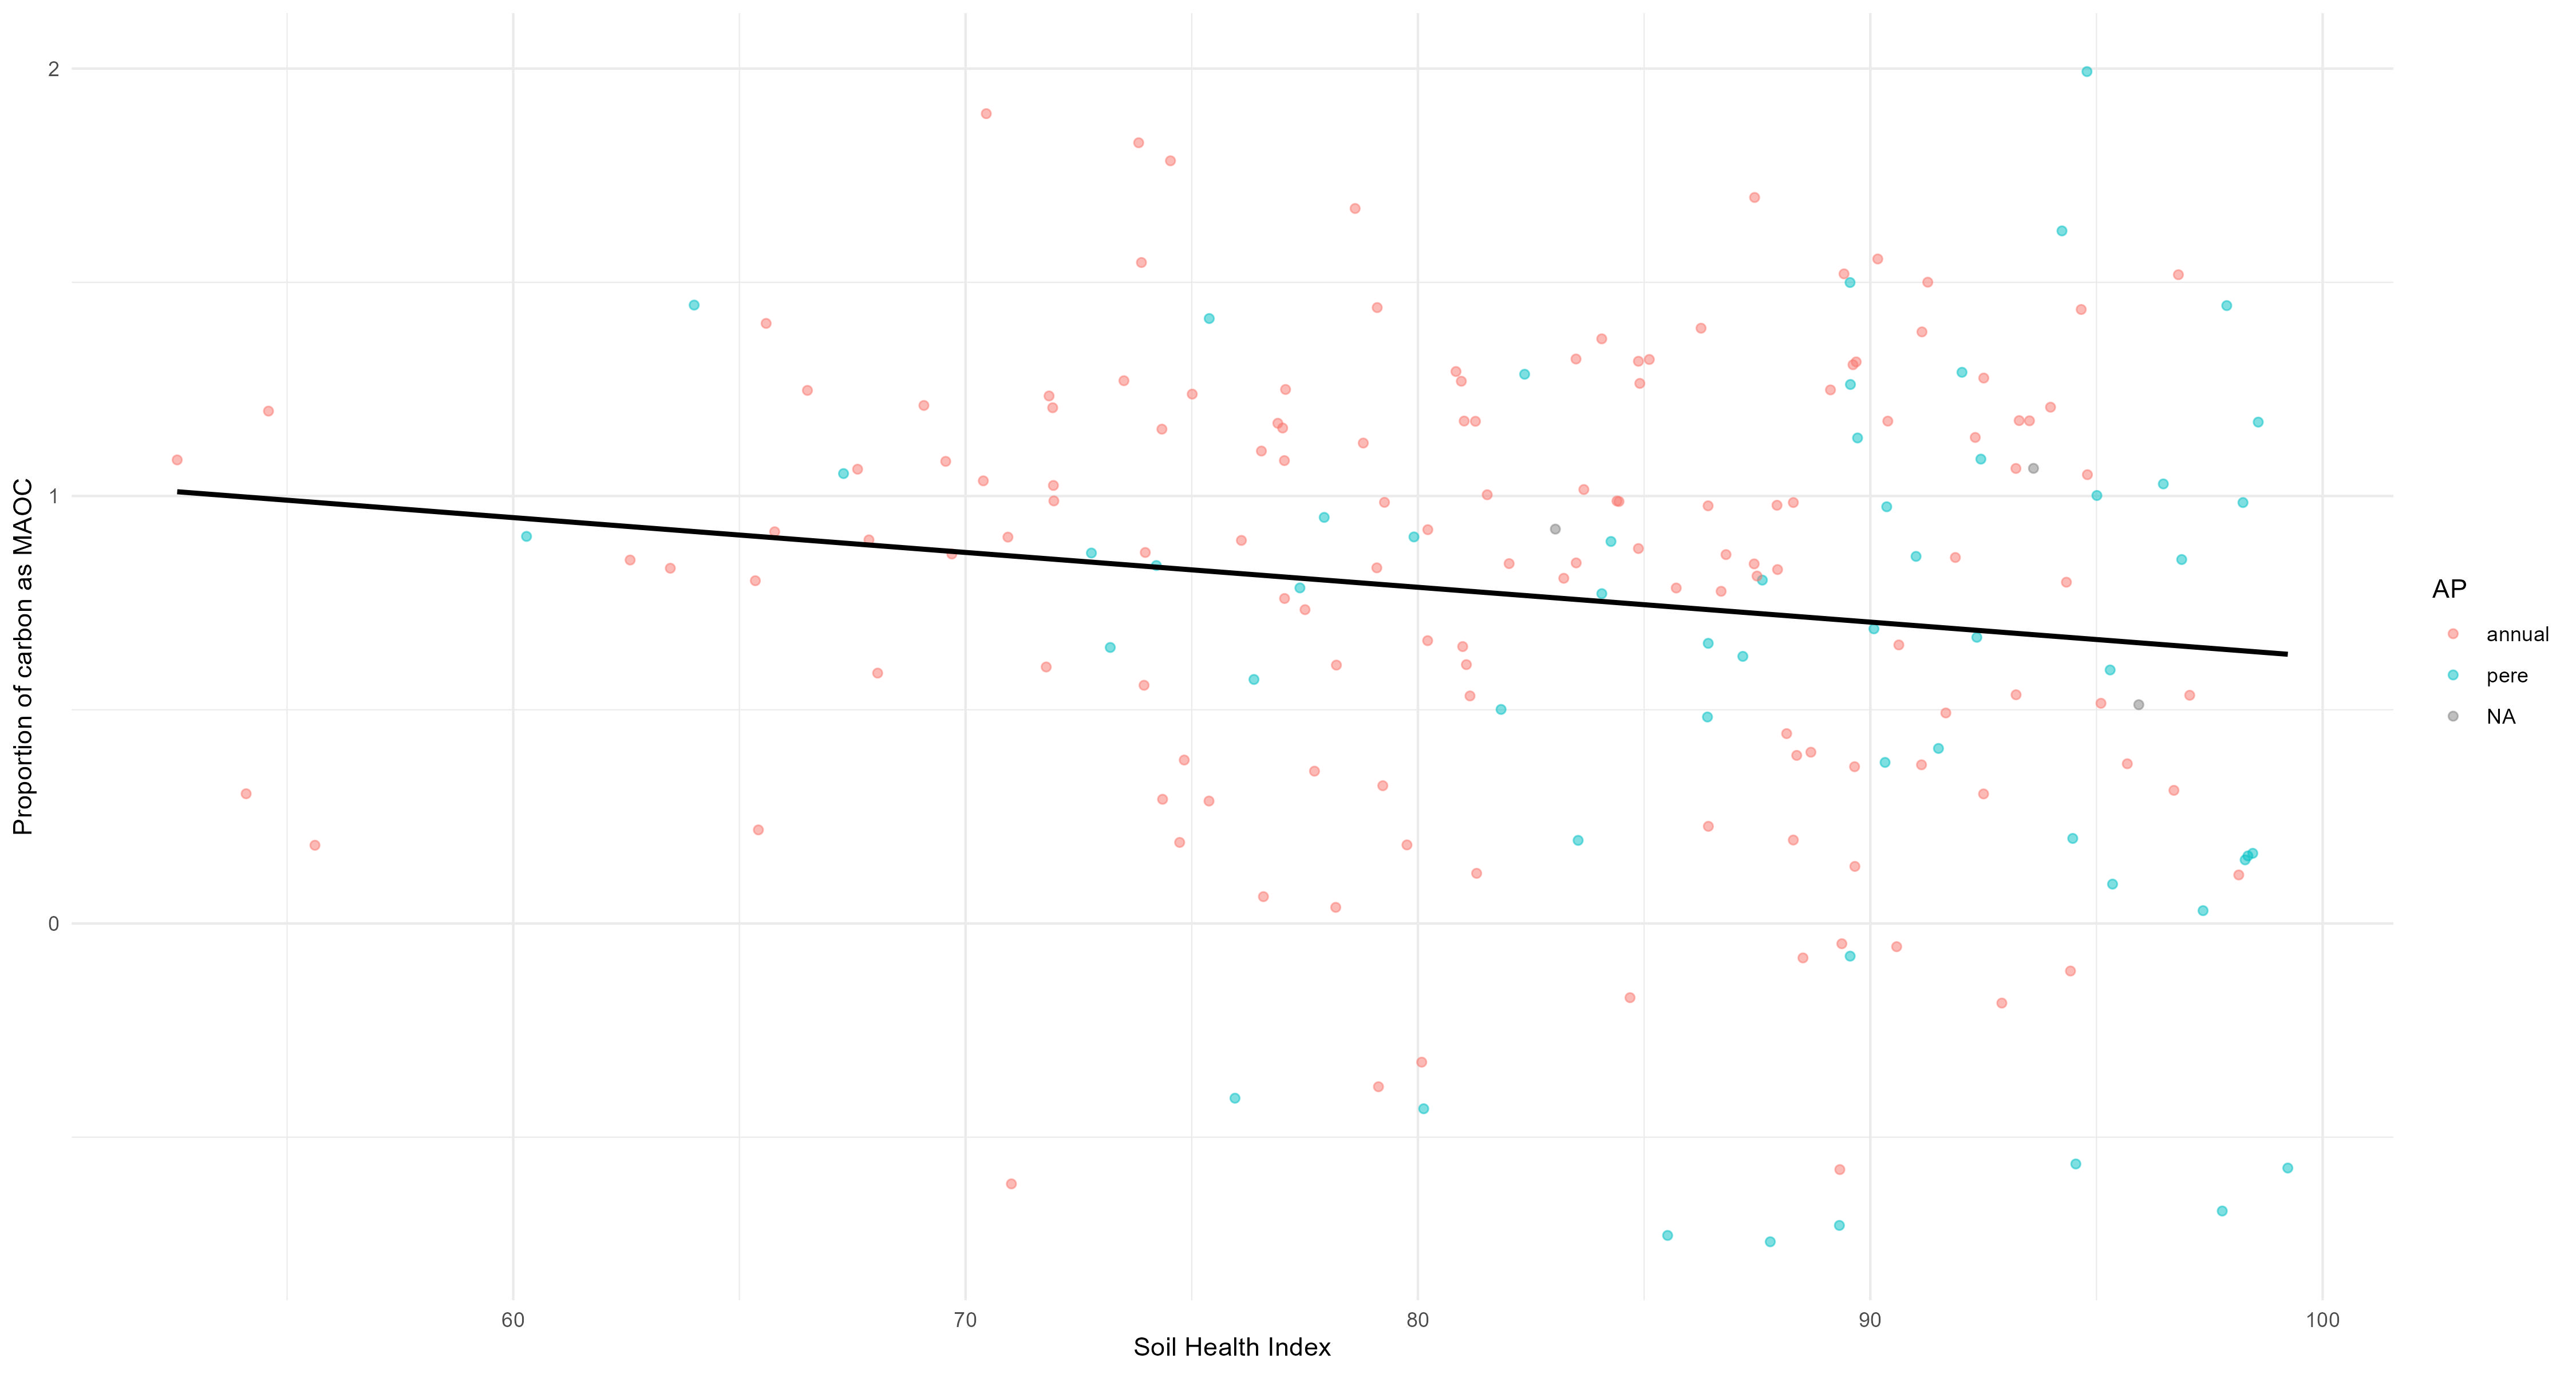 2
1
0
Proportion of carbon as MAOC
60
70
80
90
100
Soil Health Index
AP
annual
pere
NA